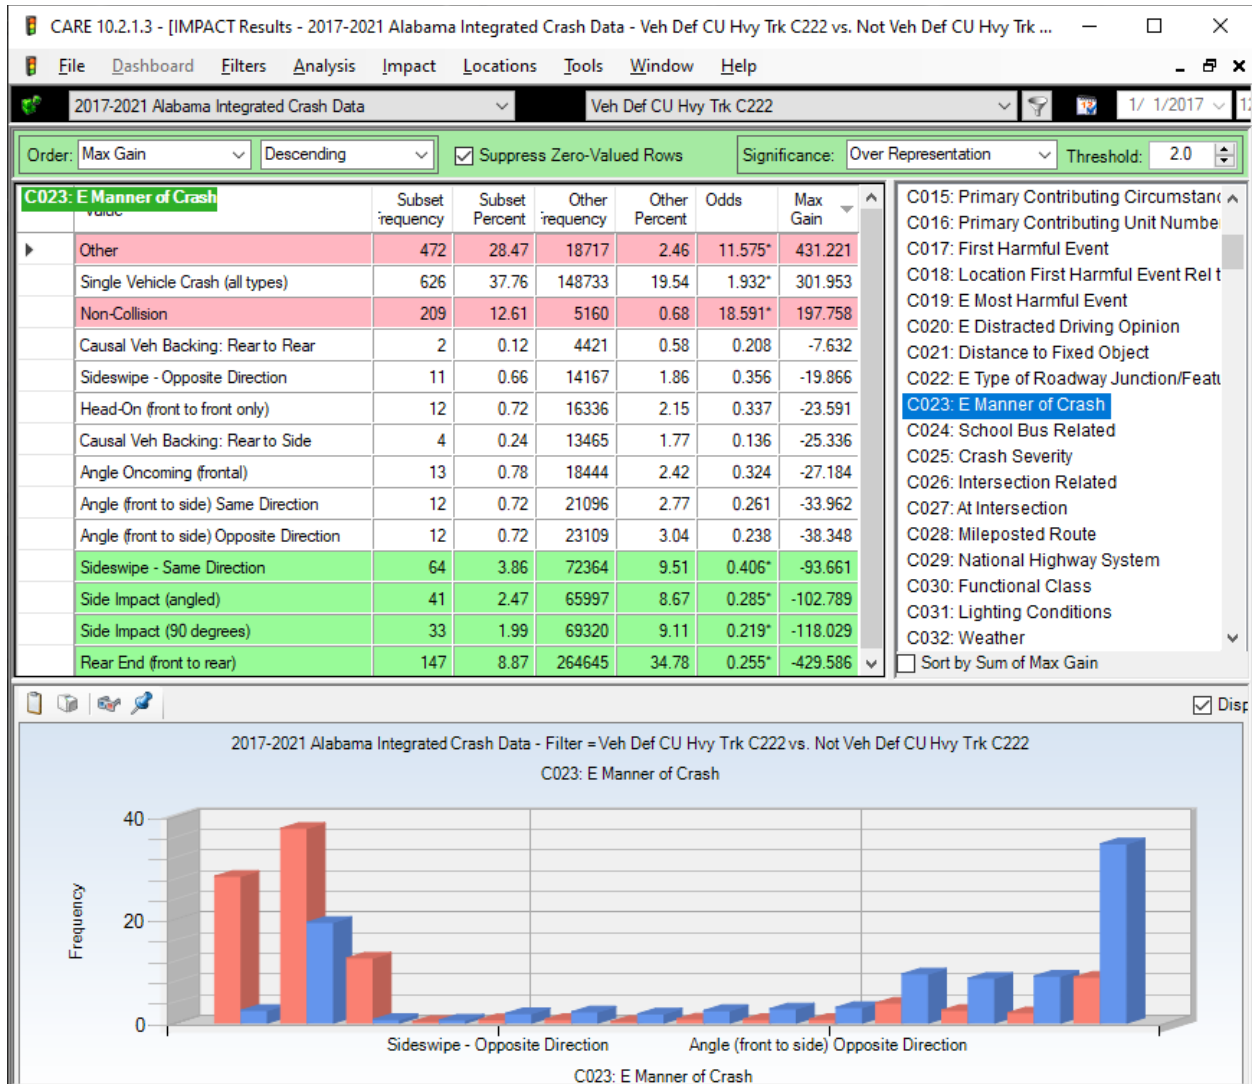 CARE 10.2.1.3 - [IMPACT Results - 2017-2021 Alabama Integrated Crash Data - Veh Def CU Hvy Trk C222 vs. Not Veh Def CU Hvy Trk ...
File Dashboard Filters Analysis Impact Locations Tools Window Help
2017-2021 Alabama Integrated Crash Data Veh Def CU Hvy Trk C222 1/ 1/2017
Order: Max Gain Descending Suppress Zero-Valued Rows Significance: Over Representation Threshold: 2.0
C023: E Manner of Crash
Subset Frequency Subset Percent Other Frequency Other Percent Odds Max Gain
Other 472 28.47 18717 2.46 11.575* 431.221
Single Vehicle Crash (all types) 626 37.76 148733 19.54 1.932* 301.953
Non-Collision 209 12.61 5160 0.68 18.591* 197.758
Causal Veh Backing: Rear to Rear 2 0.12 4421 0.58 0.208 -7.632
Sideswipe - Opposite Direction 11 0.66 14167 1.86 0.356 -19.866
Head-On (front to front only) 12 0.72 16336 2.15 0.337 -23.591
Causal Veh Backing: Rear to Side 4 0.24 13465 1.77 0.136 -25.336
Angle Oncoming (frontal) 13 0.78 18444 2.42 0.324 -27.184
Angle (front to side) Same Direction 12 0.72 21096 2.77 0.261 -33.962
Angle (front to side) Opposite Direction 12 0.72 23109 3.04 0.238 -38.348
Sideswipe - Same Direction 64 3.86 72364 9.51 0.406* -93.661
Side Impact (angled) 41 2.47 65997 8.67 0.285* -102.789
Side Impact (90 degrees) 33 1.99 69320 9.11 0.219* -118.029
Rear End (front to rear) 147 8.87 264645 34.78 0.255* -429.586
C015: Primary Contributing Circumstanc
C016: Primary Contributing Unit Number
C017: First Harmful Event
C018: Location First Harmful Event Rel t
C019: E Most Harmful Event
C020: E Distracted Driving Opinion
C021: Distance to Fixed Object
C022: E Type of Roadway Junction/Featu
C023: E Manner of Crash
C024: School Bus Related
C025: Crash Severity
C026: Intersection Related
C027: At Intersection
C028: Mileposted Route
C029: National Highway System
C030: Functional Class
C031: Lighting Conditions
C032: Weather
Sort by Sum of Max Gain
Disp
2017-2021 Alabama Integrated Crash Data - Filter = Veh Def CU Hvy Trk C222 vs. Not Veh Def CU Hvy Trk C222
C023: E Manner of Crash
40
20
0
Frequency
Sideswipe - Opposite Direction Angle (front to side) Opposite Direction
C023: E Manner of Crash